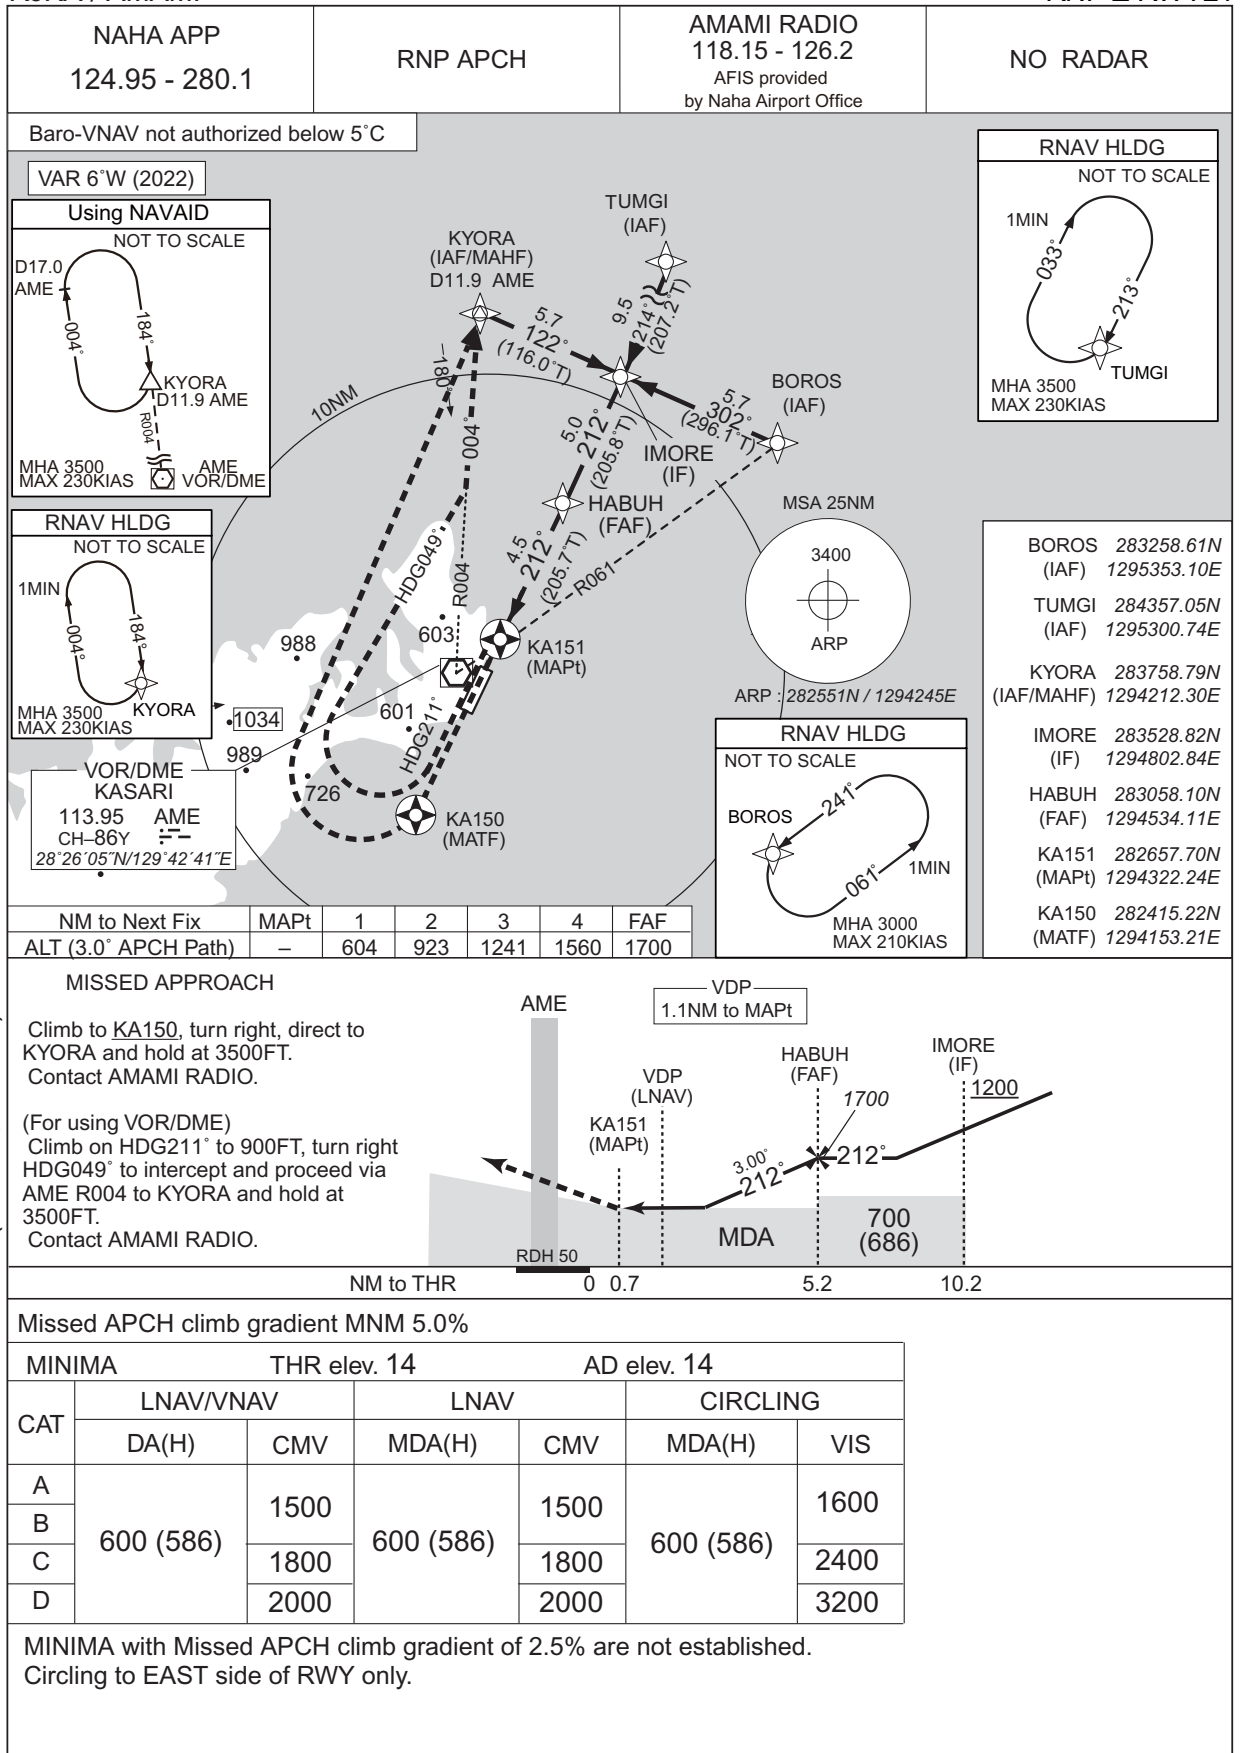 NAHA APP
124.95 - 280.1
RNP APCH
AMAMI RADIO
118.15 - 126.2
AFIS provided
by Naha Airport Office
NO RADAR
Baro-VNAV not authorized below 5˚C
VAR 6˚W (2022)
Using NAVAID
NOT TO SCALE
D17.0
AME
004˚
184˚
KYORA
D11.9 AME
R004
MHA 3500
MAX 230KIAS
AME
VOR/DME
RNAV HLDG
NOT TO SCALE
1MIN
004°
184°
KYORA
MHA 3500
MAX 230KIAS
VOR/DME
KASARI
113.95 AME
CH–86Y
28˚26´05˝N/129˚42´41˝E
KYORA
(IAF/MAHF)
D11.9 AME
TUMGI
(IAF)
9.5
214˚
(207.2˚T)
5.7
122˚
(116.0˚T)
BOROS
(IAF)
5.7
302˚
(296.1˚T)
IMORE
(IF)
5.0
212˚
(205.8˚T)
HABUH
(FAF)
4.5
212˚
(205.7˚T)
R061
10NM
–180˚
004˚
R004
HDG049˚
HDG211˚
603
601
988
1034
989
726
KA151
(MAPt)
KA150
(MATF)
RNAV HLDG
NOT TO SCALE
1MIN
033°
213°
TUMGI
MHA 3500
MAX 230KIAS
MSA 25NM
3400
ARP
ARP : 282551N / 1294245E
RNAV HLDG
NOT TO SCALE
BOROS
241°
061°
1MIN
MHA 3000
MAX 210KIAS
BOROS 283258.61N
(IAF) 1295353.10E
TUMGI 284357.05N
(IAF) 1295300.74E
KYORA 283758.79N
(IAF/MAHF) 1294212.30E
IMORE 283528.82N
(IF) 1294802.84E
HABUH 283058.10N
(FAF) 1294534.11E
KA151 282657.70N
(MAPt) 1294322.24E
KA150 282415.22N
(MATF) 1294153.21E
NM to Next Fix MAPt 1 2 3 4 FAF
ALT (3.0˚ APCH Path) – 604 923 1241 1560 1700
MISSED APPROACH
Climb to KA150, turn right, direct to
KYORA and hold at 3500FT.
Contact AMAMI RADIO.
(For using VOR/DME)
Climb on HDG211˚ to 900FT, turn right
HDG049˚ to intercept and proceed via
AME R004 to KYORA and hold at
3500FT.
Contact AMAMI RADIO.
AME
VDP
1.1NM to MAPt
KA151
(MAPt)
VDP
(LNAV)
HABUH
(FAF)
1700
IMORE
(IF)
1200
3.00˚
212˚
212˚
MDA
700
(686)
RDH 50
NM to THR 0 0.7 5.2 10.2
Missed APCH climb gradient MNM 5.0%
MINIMA THR elev. 14 AD elev. 14
CAT LNAV/VNAV LNAV CIRCLING
DA(H) CMV MDA(H) CMV MDA(H) VIS
A
B
C
D
600 (586)
1500
1800
2000
600 (586)
1500
1800
2000
600 (586)
1600
2400
3200
MINIMA with Missed APCH climb gradient of 2.5% are not established.
Circling to EAST side of RWY only.